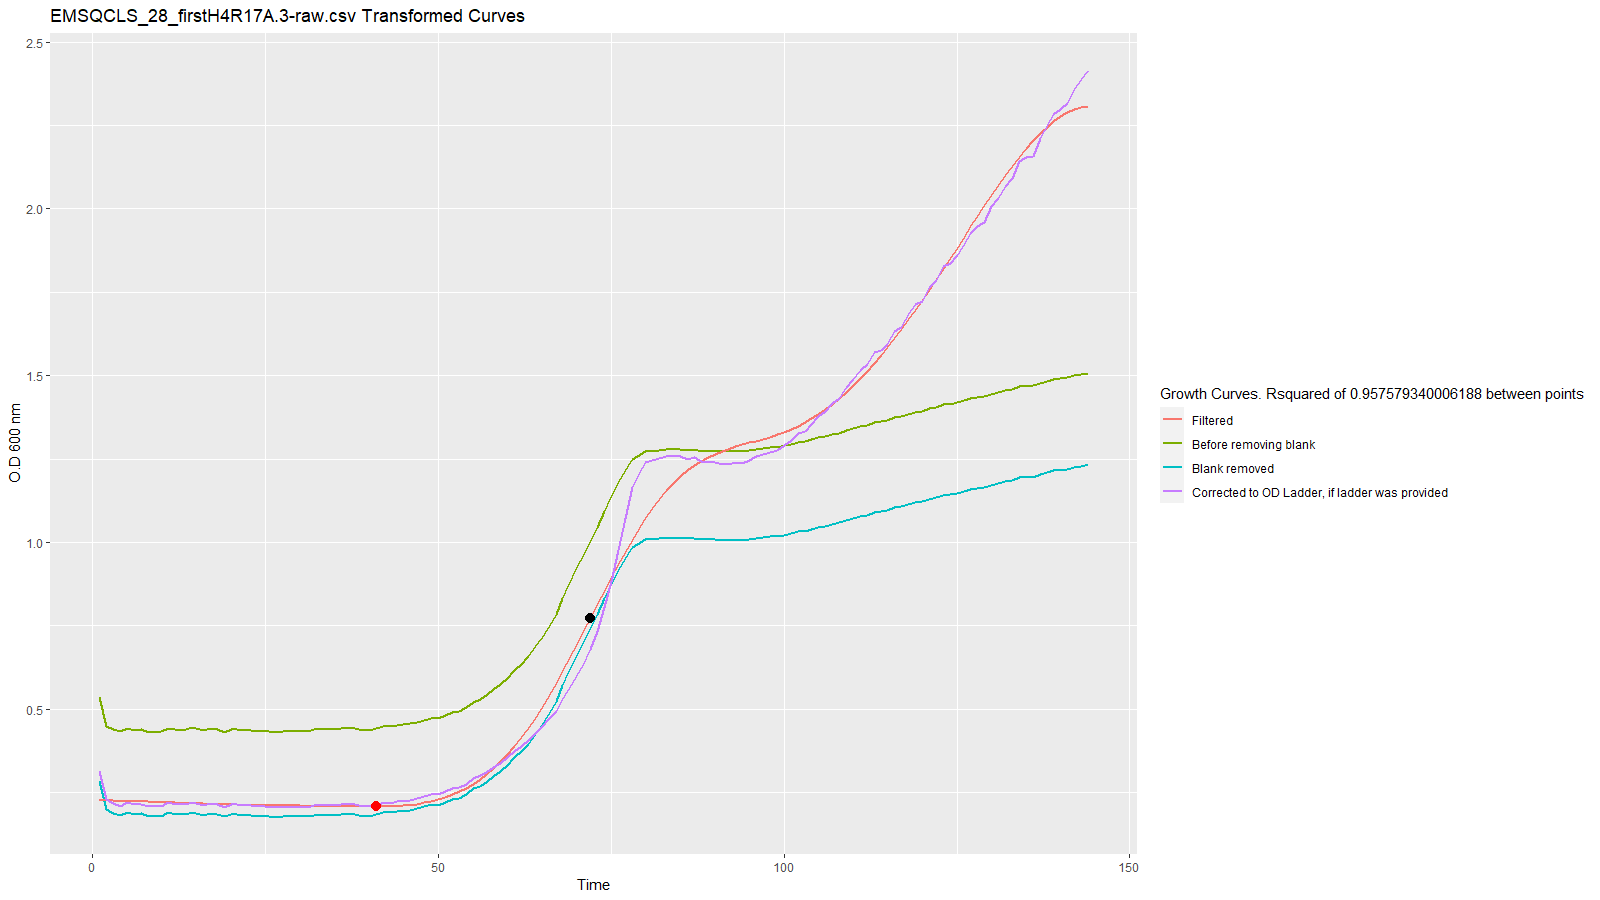 EMSQCLS_28_firstH4R17A.3-raw.csv Transformed Curves
2.5
2.0
1.5
1.0
0.5
O.D 600 nm
0
50
100
150
Time
Growth Curves. Rsquared of 0.957579340006188 between points
Filtered
Before removing blank
Blank removed
Corrected to OD Ladder, if ladder was provided